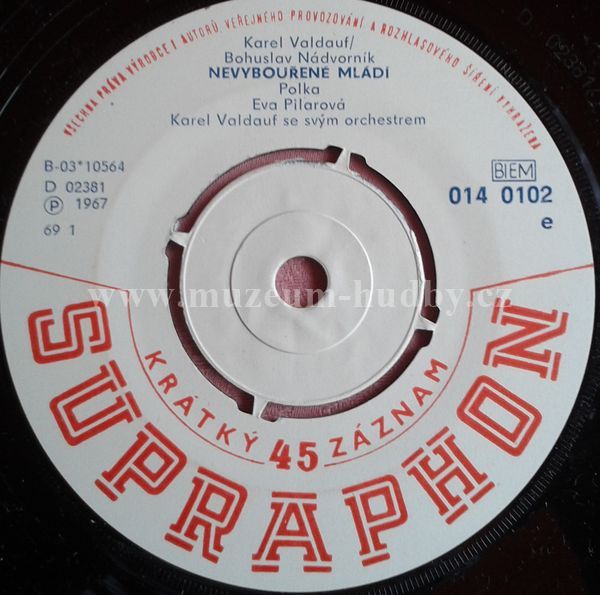 VŠECHNA PRÁVA VÝROBCE I AUTORŮ VEŘEJNÉHO PROVOZOVÁNÍ A ROZHLASOVÉHO ŠÍŘENÍ VYHRAŽENA
Karel Valdauf/
Bohuslav Nádvorník
NEVYBOUŘENÉ MLÁDÍ
Polka
Eva Pilarová
Karel Valdauf se svým orchestrem
B-03*10564
D 02381
Ⓟ 1967
69 1
BIEM
014 0102
e
www.muzeum-hudby.cz
KRÁTKÝ 45 ZÁZNAM
SUPRAPHON